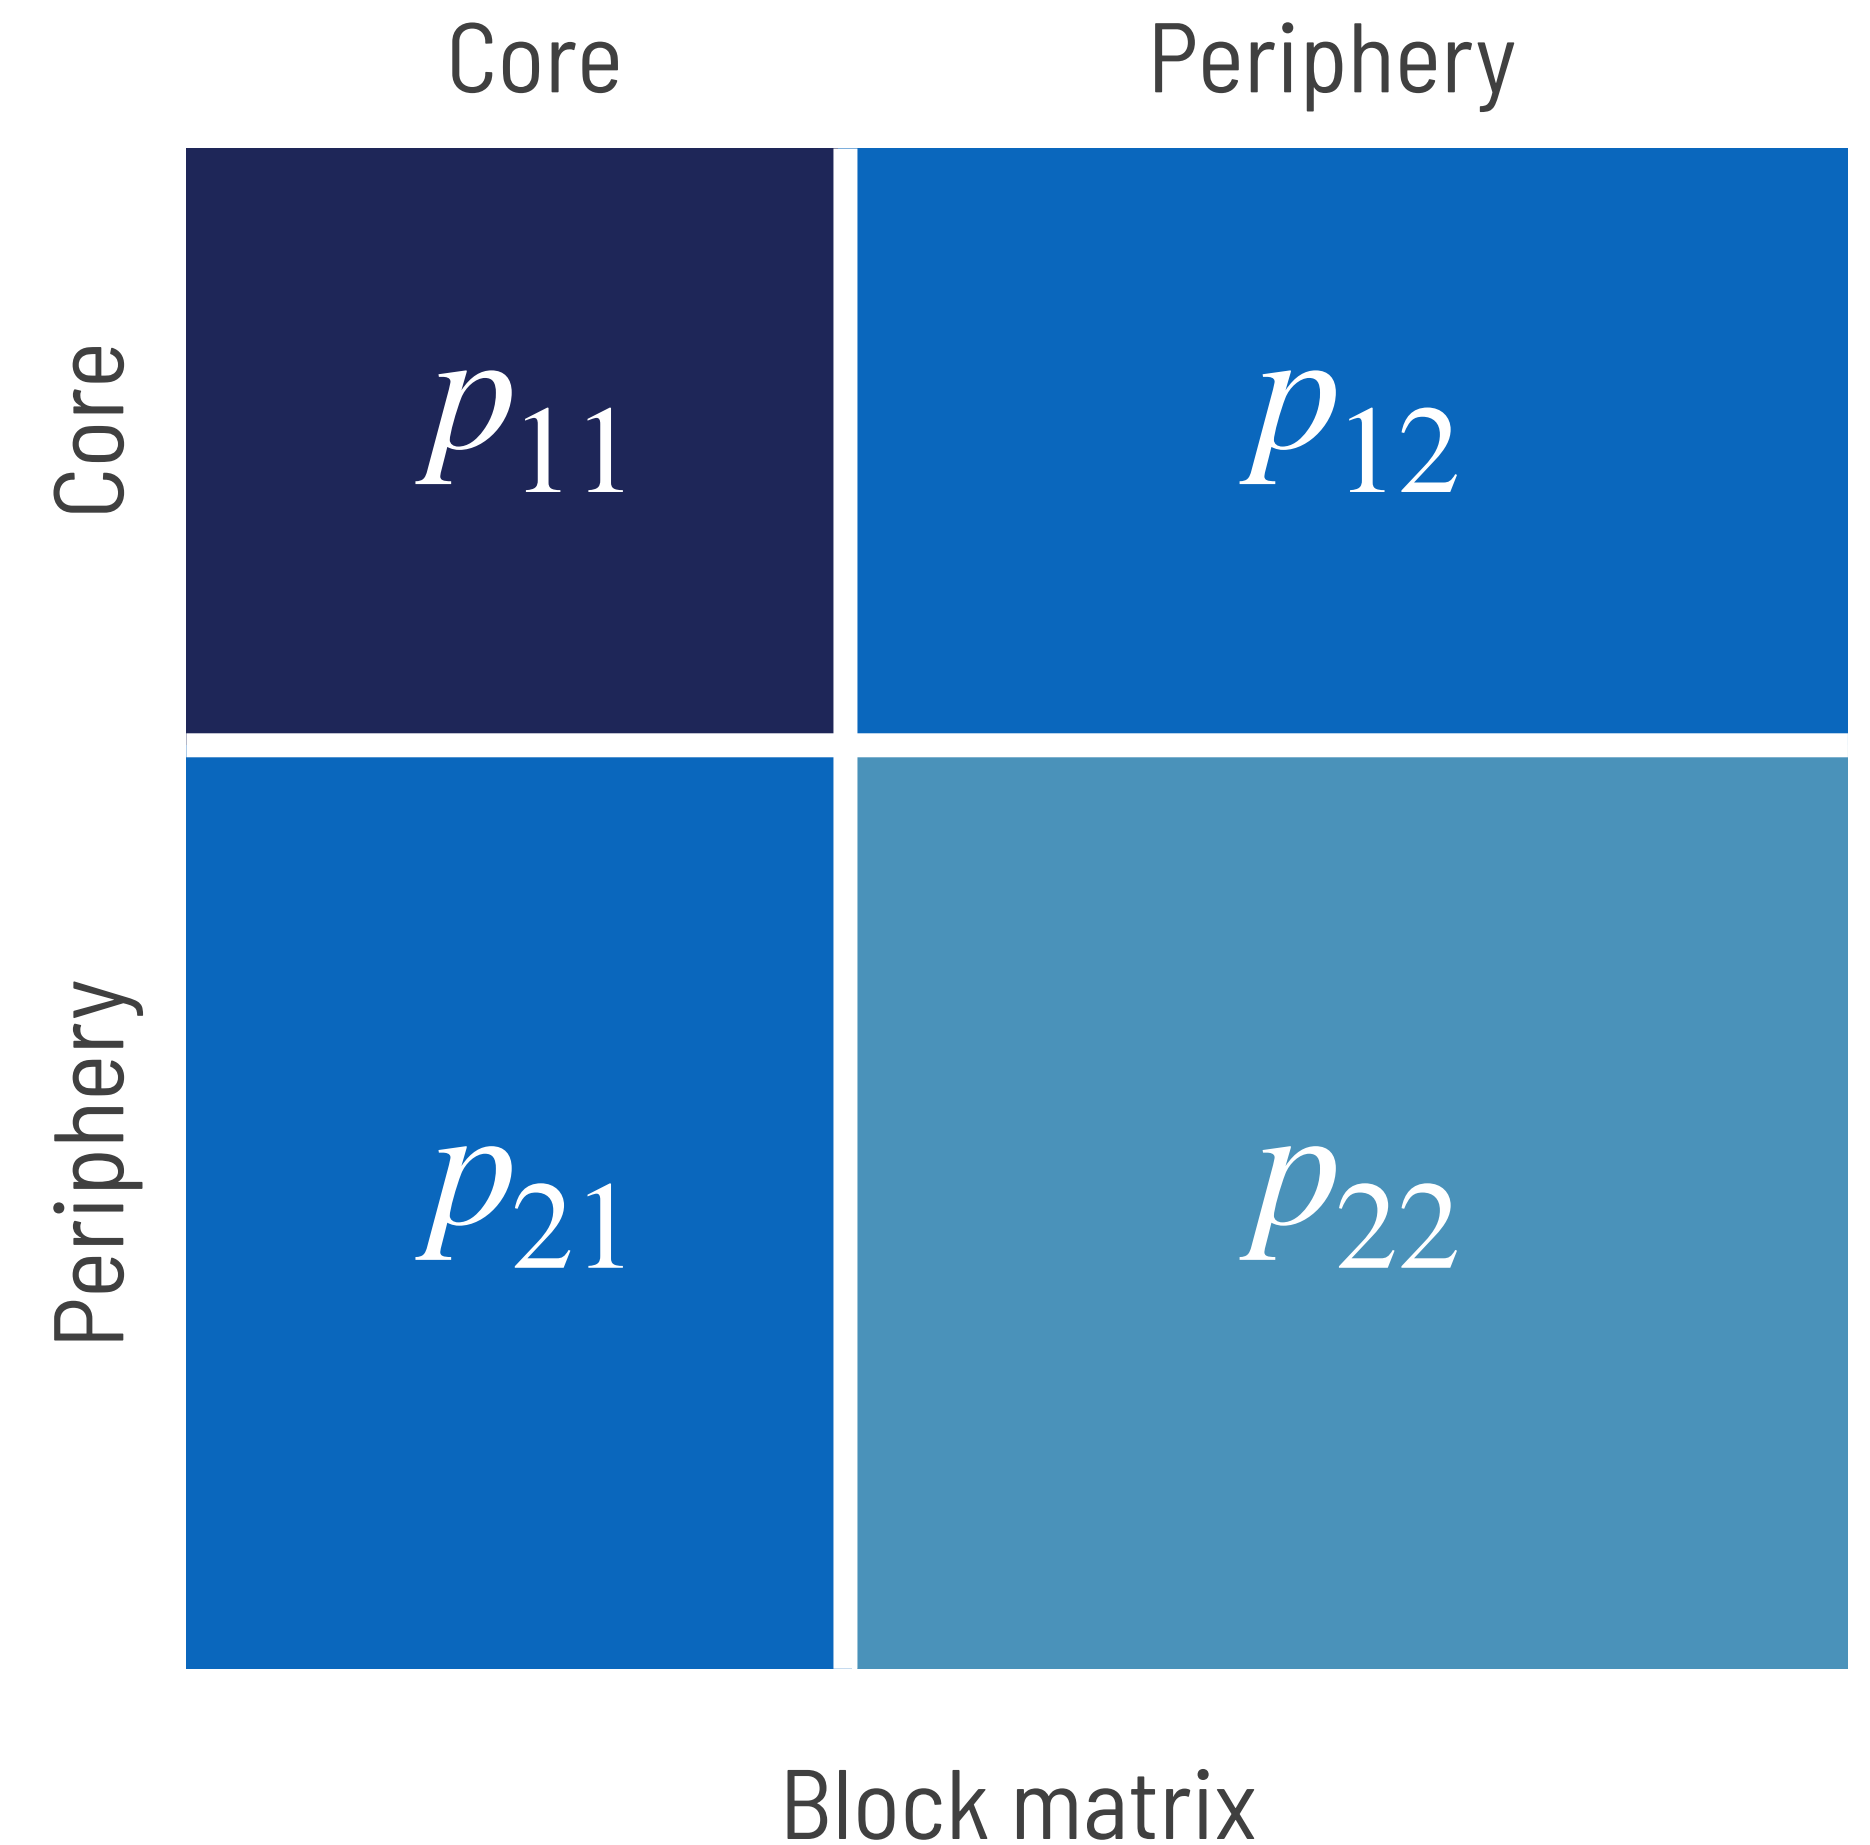 Core Periphery
Core
p11 p12
Periphery
p21 p22
Block matrix